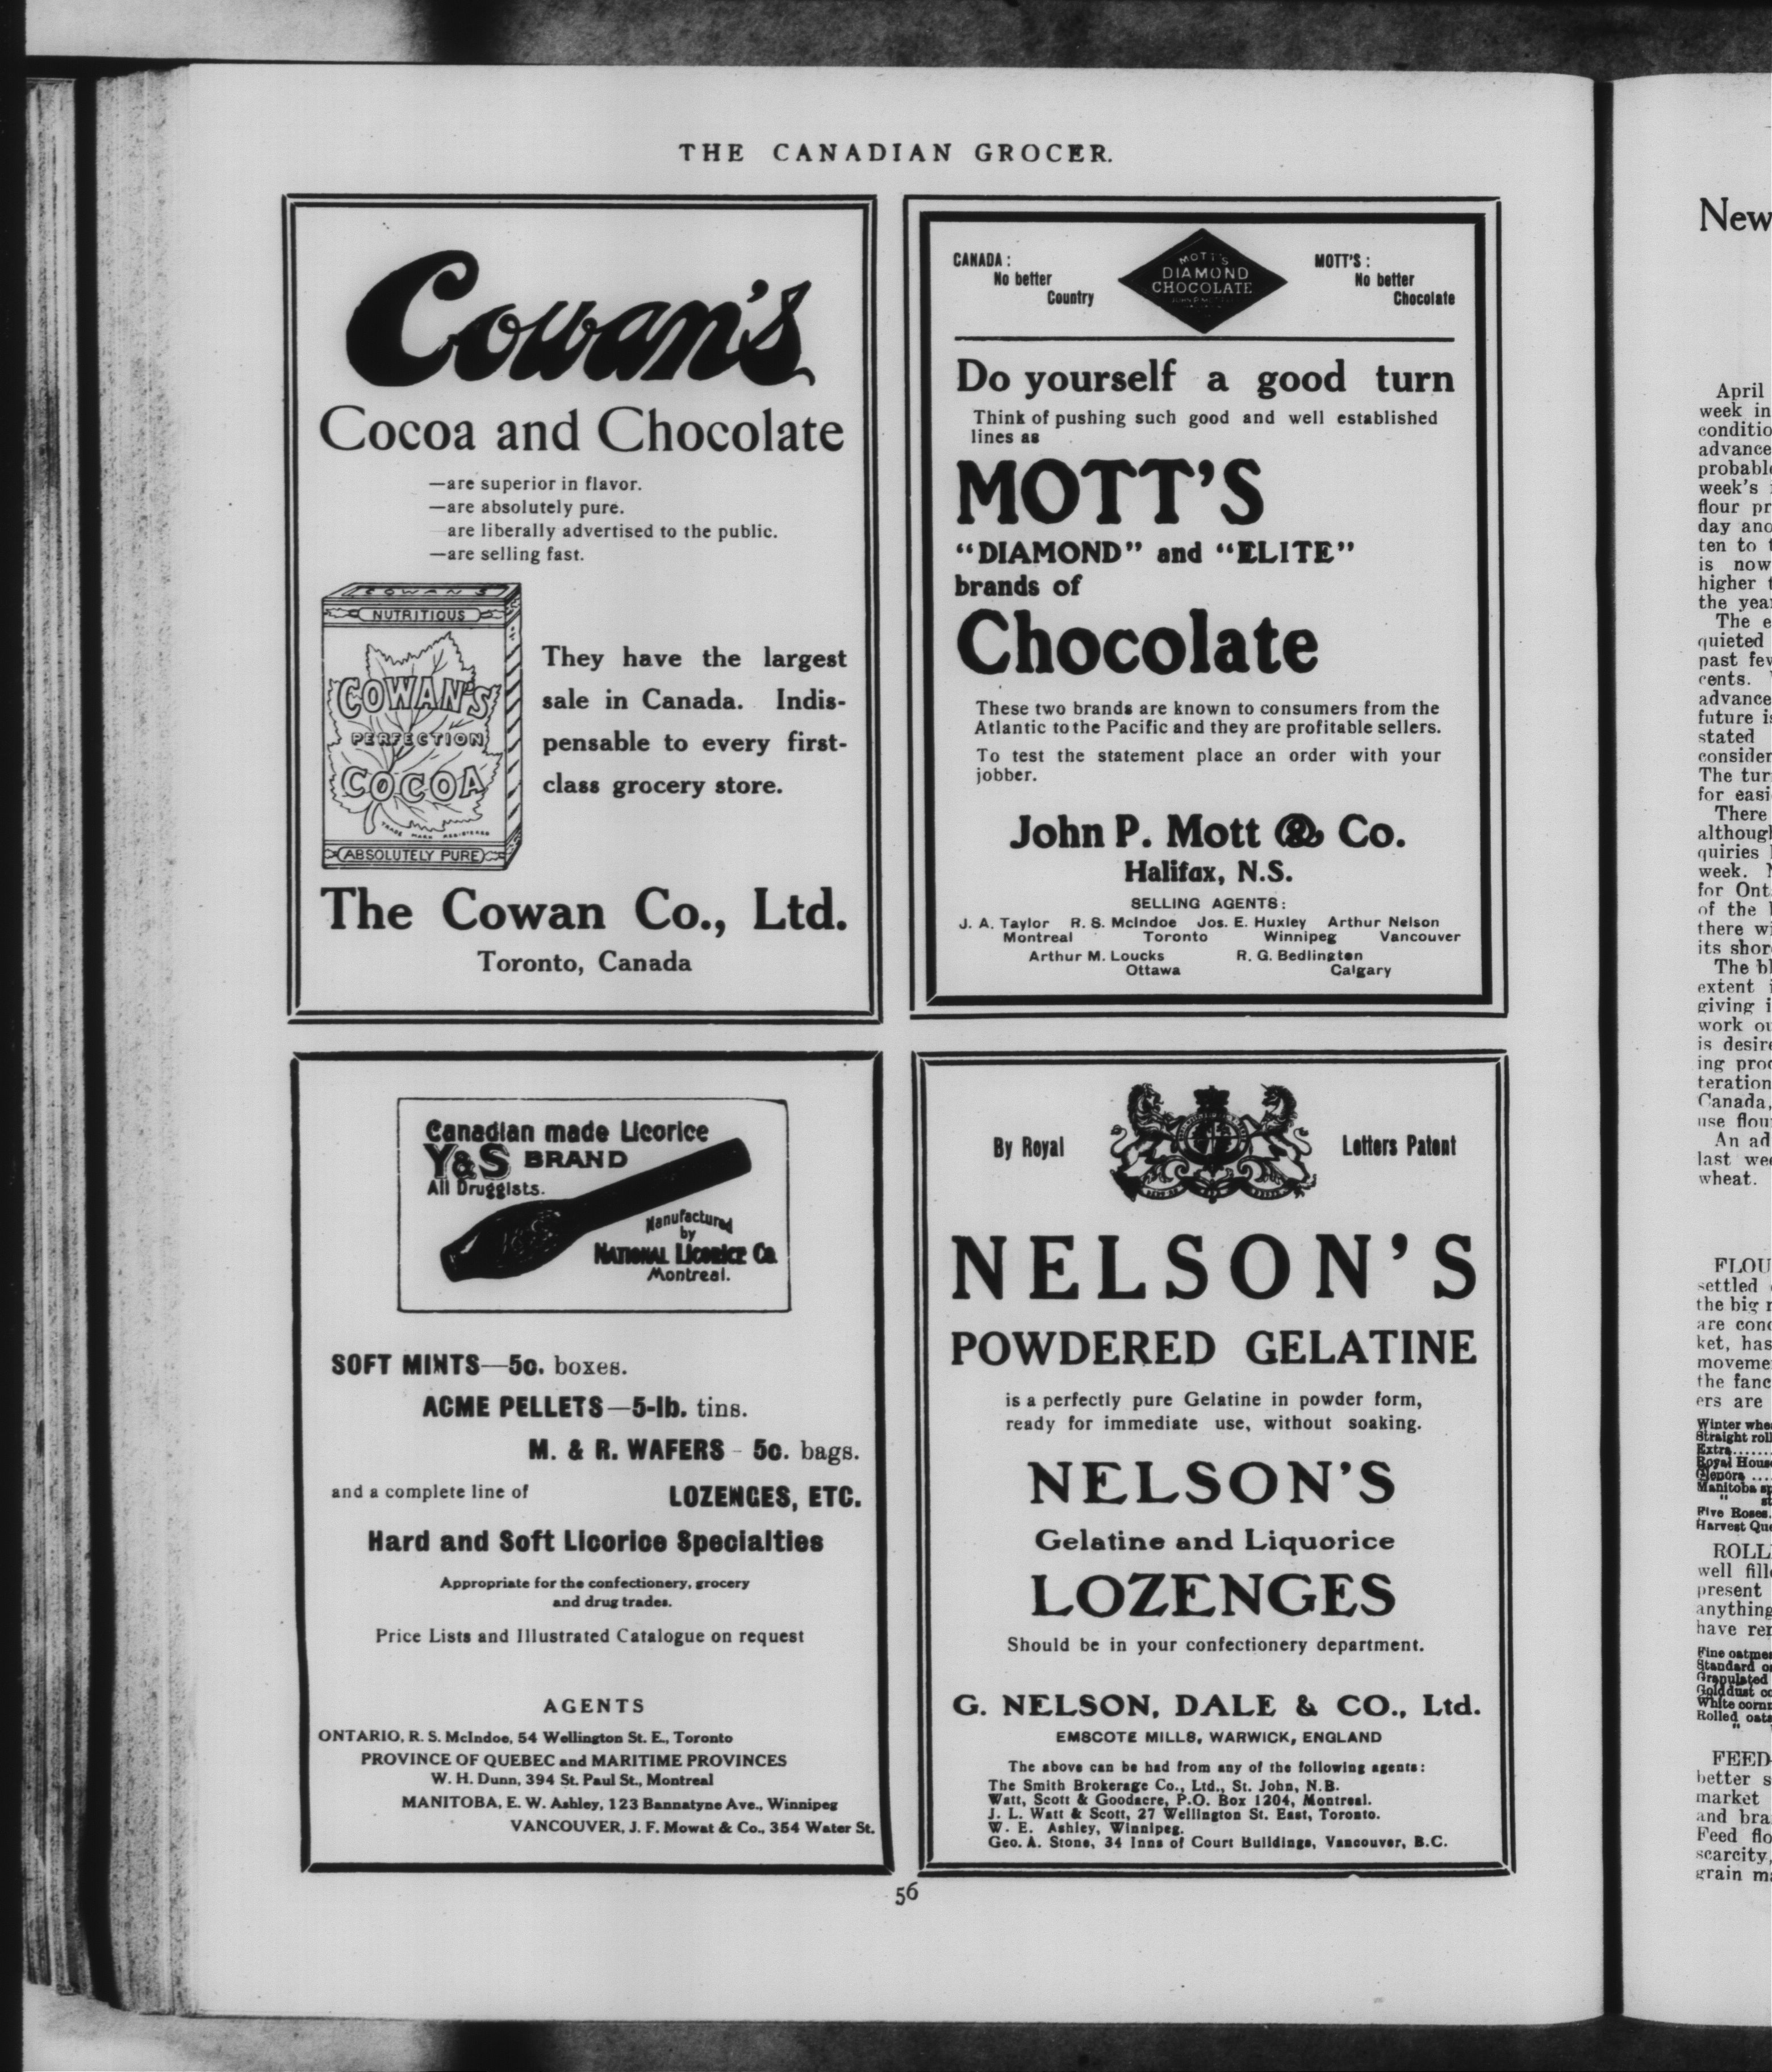 THE CANADIAN GROCER.
Cowan's
Cocoa and Chocolate
—are superior in flavor.
—are absolutely pure.
are liberally advertised to the public.
—are selling fast.
COWAN'S
NUTRITIOUS
COWAN'S
PERFECTION
COCOA
TRADE MARK REGISTERED
ABSOLUTELY PURE
They have the largest
sale in Canada. Indis-
pensable to every first-
class grocery store.
The Cowan Co., Ltd.
Toronto, Canada
CANADA:
No better
Country
MOTT'S
DIAMOND
CHOCOLATE
MOTT'S:
No better
Chocolate
Do yourself a good turn
Think of pushing such good and well established
lines as
MOTT'S
"DIAMOND" and "ELITE"
brands of
Chocolate
These two brands are known to consumers from the
Atlantic to the Pacific and they are profitable sellers.
To test the statement place an order with your
jobber.
John P. Mott & Co.
Halifax, N.S.
SELLING AGENTS:
J. A. Taylor R. S. McIndoe Jos. E. Huxley Arthur Nelson
Montreal Toronto Winnipeg Vancouver
Arthur M. Loucks R. G. Bedlington
Ottawa Calgary
Canadian made Licorice
Y&S BRAND
All Druggists.
Manufactured
by
NATIONAL LICORICE Co.
Montreal.
SOFT MINTS—5c. boxes.
ACME PELLETS—5-lb. tins.
M. & R. WAFERS - 5c. bags.
and a complete line of LOZENGES, ETC.
Hard and Soft Licorice Specialties
Appropriate for the confectionery, grocery
and drug trades.
Price Lists and Illustrated Catalogue on request
AGENTS
ONTARIO, R. S. McIndoe, 54 Wellington St. E., Toronto
PROVINCE OF QUEBEC and MARITIME PROVINCES
W. H. Dunn, 394 St. Paul St., Montreal
MANITOBA, E. W. Ashley, 123 Bannatyne Ave., Winnipeg
VANCOUVER, J. F. Mowat & Co., 354 Water St.
By Royal Letters Patent
NELSON'S
POWDERED GELATINE
is a perfectly pure Gelatine in powder form,
ready for immediate use, without soaking.
NELSON'S
Gelatine and Liquorice
LOZENGES
Should be in your confectionery department.
G. NELSON, DALE & CO., Ltd.
EMSCOTE MILLS, WARWICK, ENGLAND
The above can be had from any of the following agents:
The Smith Brokerage Co., Ltd., St. John, N.B.
Watt, Scott & Goodacre, P.O. Box 1204, Montreal.
J. L. Watt & Scott, 27 Wellington St. East, Toronto.
W. E. Ashley, Winnipeg.
Geo. A. Stone, 34 Inns of Court Buildings, Vancouver, B.C.
56
New
April
week in
advance
week's
flour pr
day
ten to
is now
higher
the
The
quieted
past
cents.
advance
future
stated
The
for
There
although
week.
for Ont.
of the
there
its
The
extent
giving
work
is
Canada,
use
An
last
wheat.
settled
the big
are
ket, has
the
ers are
Winter
Straight
Extra
Royal
Glenora
Manitoba
Five Roses.
Harvest
well
present
anything
have
Fine
Standard
Granulated
White
Rolled
FEED
better
market
and
Feed
scarcity,
grain